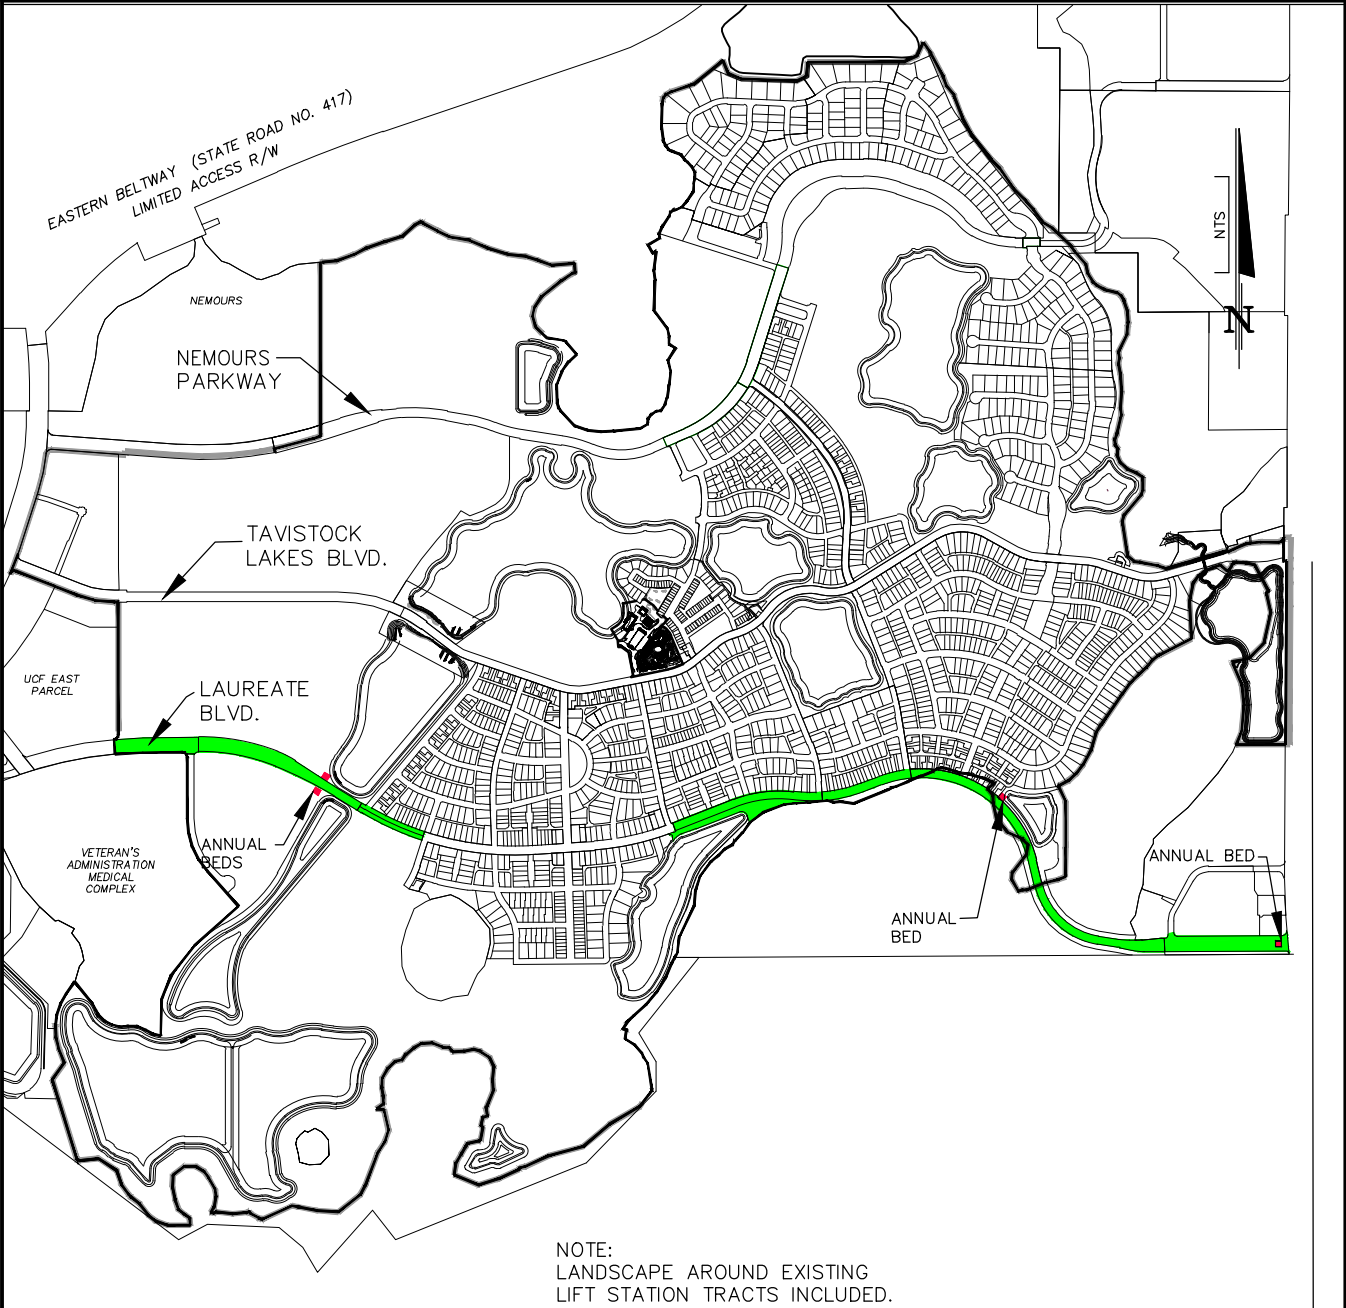 EASTERN BELTWAY (STATE ROAD NO. 417)
LIMITED ACCESS R/W
NTS
N
NEMOURS
NEMOURS
PARKWAY
TAVISTOCK
LAKES BLVD.
UCF EAST
PARCEL
LAUREATE
BLVD.
ANNUAL
BEDS
VETERAN'S
ADMINISTRATION
MEDICAL
COMPLEX
ANNUAL BED
ANNUAL
BED
NOTE:
LANDSCAPE AROUND EXISTING
LIFT STATION TRACTS INCLUDED.